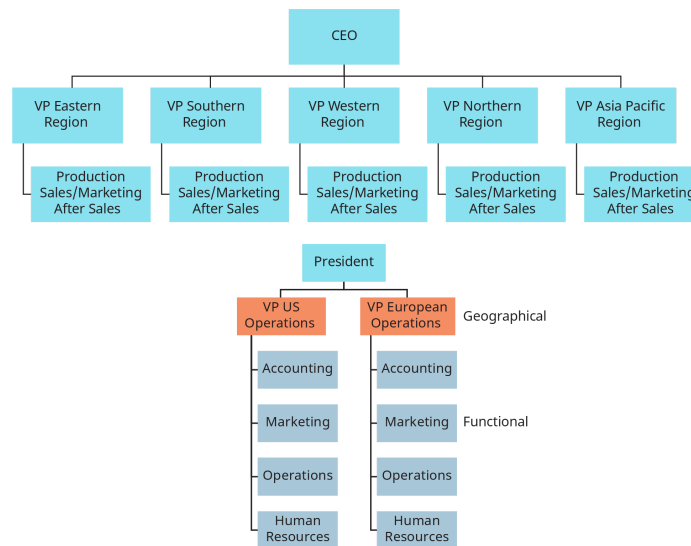 CEO
VP Eastern
Region
VP Southern
Region
VP Western
Region
VP Northern
Region
VP Asia Pacific
Region
Production
Sales/Marketing
After Sales
Production
Sales/Marketing
After Sales
Production
Sales/Marketing
After Sales
Production
Sales/Marketing
After Sales
Production
Sales/Marketing
After Sales
President
VP US
Operations
VP European
Operations
Geographical
Accounting
Accounting
Marketing
Marketing
Functional
Operations
Operations
Human
Resources
Human
Resources